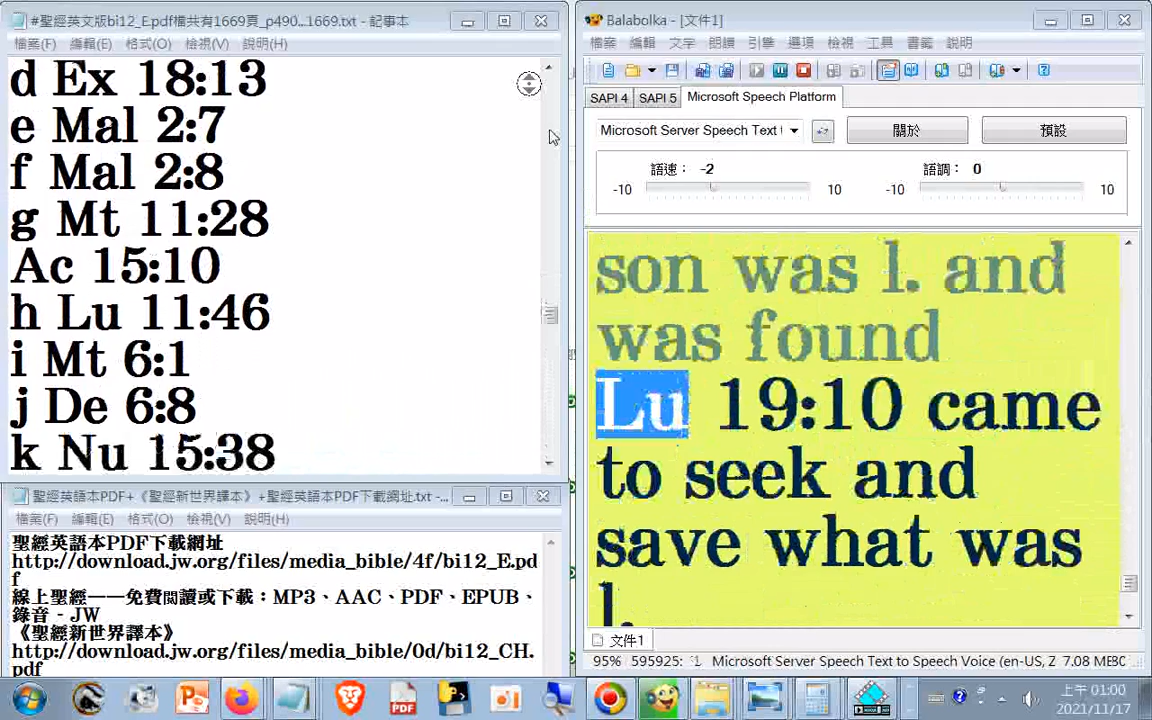 #聖經英文版bi12_E.pdf檔共有1669頁_p490...1669.txt - 記事本
檔案(F) 編輯(E) 格式(O) 檢視(V) 說明(H)
d Ex 18:13
e Mal 2:7
f Mal 2:8
g Mt 11:28
Ac 15:10
h Lu 11:46
i Mt 6:1
j De 6:8
k Nu 15:38
聖經英語本PDF+《聖經新世界譯本》+聖經英語本PDF下載網址.txt -...
檔案(F) 編輯(E) 格式(O) 檢視(V) 說明(H)
聖經英語本PDF下載網址
http://download.jw.org/files/media_bible/4f/bi12_E.pd
f
線上聖經——免費閱讀或下載：MP3、AAC、PDF、EPUB、
錄音 - JW
《聖經新世界譯本》
http://download.jw.org/files/media_bible/0d/bi12_CH.
pdf
Balabolka - [文件1]
檔案 編輯 文字 朗讀 引擎 選項 檢視 工具 書籤 說明
SAPI 4 SAPI 5 Microsoft Speech Platform
Microsoft Server Speech Text 關於 預設
語速： -2 語調： 0
-10 10 -10 10
son was l. and
was found
Lu 19:10 came
to seek and
save what was
l.
文件1
95% 595925: 1 Microsoft Server Speech Text to Speech Voice (en-US, Z 7.08 MB
PDF
上午 01:00
2021/11/17